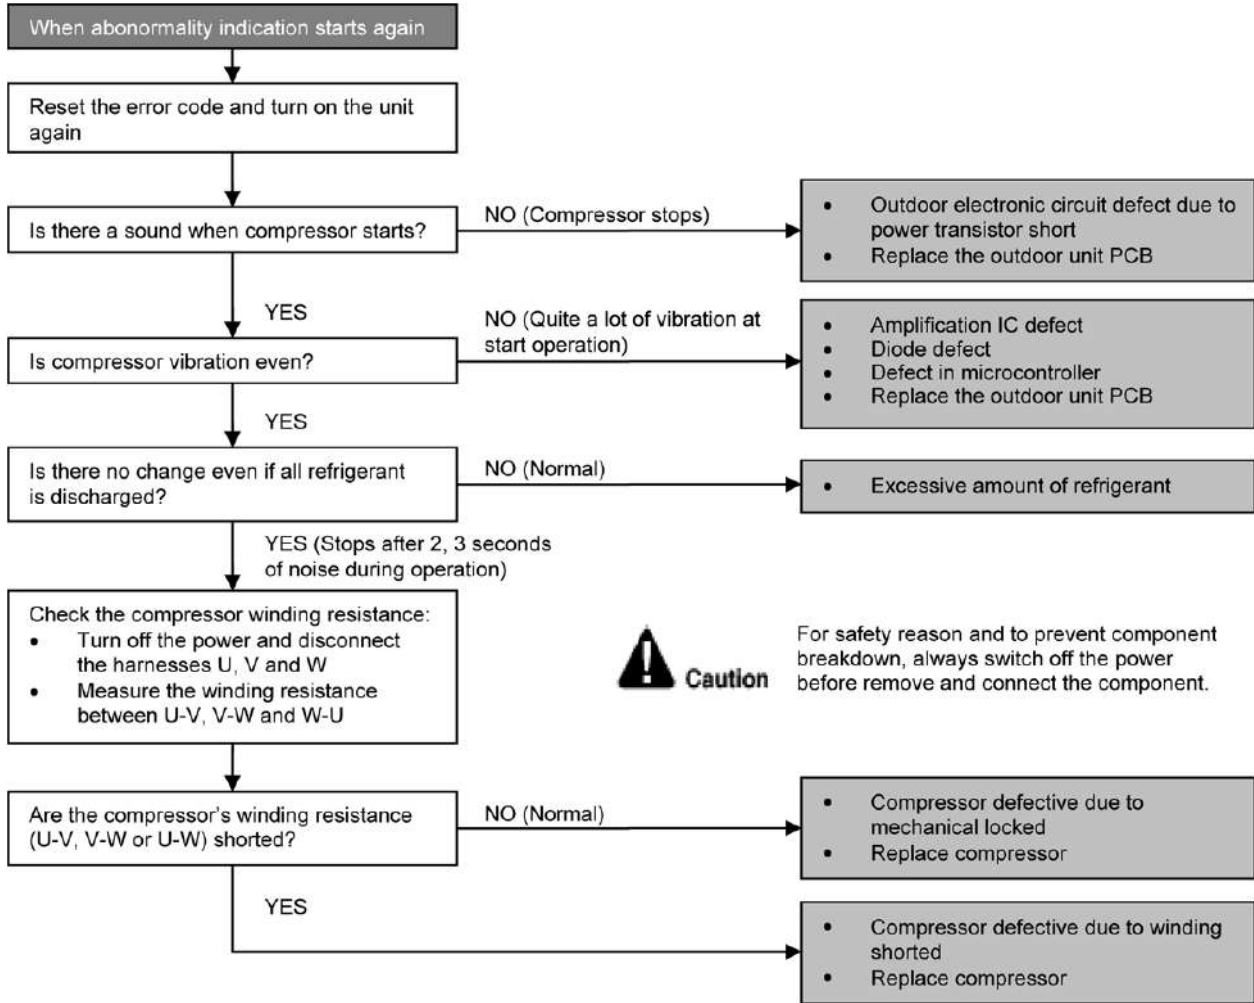 When abonormality indication starts again
Reset the error code and turn on the unit
again
Is there a sound when compressor starts?
NO (Compressor stops)
• Outdoor electronic circuit defect due to
power transistor short
• Replace the outdoor unit PCB
YES
Is compressor vibration even?
NO (Quite a lot of vibration at
start operation)
• Amplification IC defect
• Diode defect
• Defect in microcontroller
• Replace the outdoor unit PCB
YES
Is there no change even if all refrigerant
is discharged?
NO (Normal)
• Excessive amount of refrigerant
YES (Stops after 2, 3 seconds
of noise during operation)
Check the compressor winding resistance:
• Turn off the power and disconnect
the harnesses U, V and W
• Measure the winding resistance
between U-V, V-W and W-U
Caution
For safety reason and to prevent component
breakdown, always switch off the power
before remove and connect the component.
Are the compressor's winding resistance
(U-V, V-W or U-W) shorted?
NO (Normal)
• Compressor defective due to
mechanical locked
• Replace compressor
YES
• Compressor defective due to winding
shorted
• Replace compressor